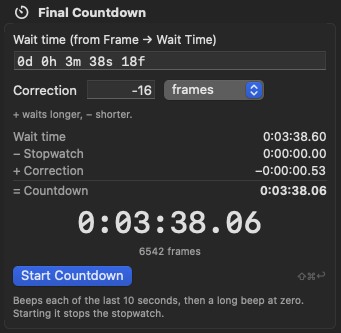 Final Countdown
Wait time (from Frame → Wait Time)
0d 0h 3m 38s 18f
Correction -16 frames
+ waits longer, – shorter.
Wait time 0:03:38.60
– Stopwatch 0:00:00.00
+ Correction −0:00:00.53
= Countdown 0:03:38.06
0:03:38.06
6542 frames
Start Countdown ⇧⌘↩
Beeps each of the last 10 seconds, then a long beep at zero.
Starting it stops the stopwatch.